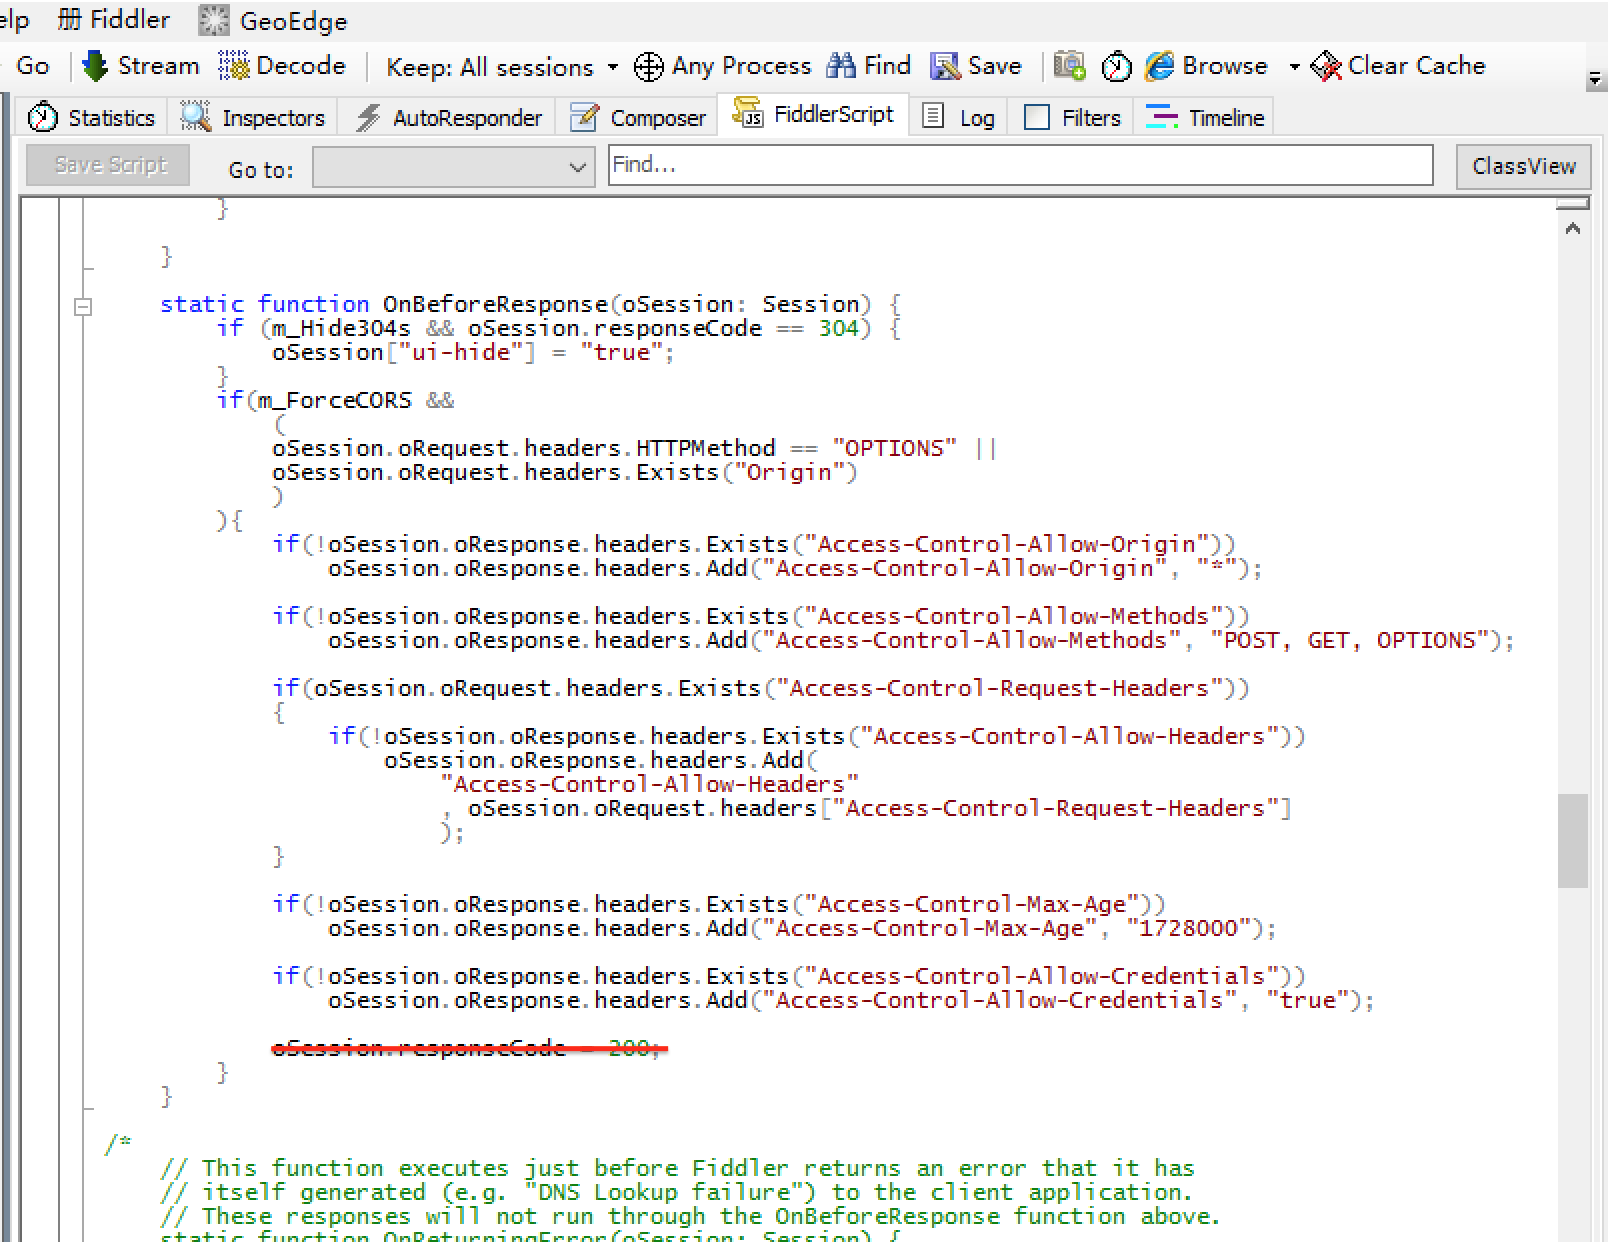 elp Fiddler GeoEdge
Go Stream Decode Keep: All sessions Any Process Find Save Browse Clear Cache
Statistics Inspectors AutoResponder Composer FiddlerScript Log Filters Timeline
Save Script Go to: Find... ClassView
}
}
static function OnBeforeResponse(oSession: Session) {
if (m_Hide304s && oSession.responseCode == 304) {
oSession["ui-hide"] = "true";
}
if(m_ForceCORS &&
(
oSession.oRequest.headers.HTTPMethod == "OPTIONS" ||
oSession.oRequest.headers.Exists("Origin")
)
){
if(!oSession.oResponse.headers.Exists("Access-Control-Allow-Origin"))
oSession.oResponse.headers.Add("Access-Control-Allow-Origin", "*");
if(!oSession.oResponse.headers.Exists("Access-Control-Allow-Methods"))
oSession.oResponse.headers.Add("Access-Control-Allow-Methods", "POST, GET, OPTIONS");
if(oSession.oRequest.headers.Exists("Access-Control-Request-Headers"))
{
if(!oSession.oResponse.headers.Exists("Access-Control-Allow-Headers"))
oSession.oResponse.headers.Add(
"Access-Control-Allow-Headers"
, oSession.oRequest.headers["Access-Control-Request-Headers"]
);
}
if(!oSession.oResponse.headers.Exists("Access-Control-Max-Age"))
oSession.oResponse.headers.Add("Access-Control-Max-Age", "1728000");
if(!oSession.oResponse.headers.Exists("Access-Control-Allow-Credentials"))
oSession.oResponse.headers.Add("Access-Control-Allow-Credentials", "true");
oSession.responseCode = 200;
}
}
/*
// This function executes just before Fiddler returns an error that it has
// itself generated (e.g. "DNS Lookup failure") to the client application.
// These responses will not run through the OnBeforeResponse function above.
static function OnReturningError(oSession: Session) {